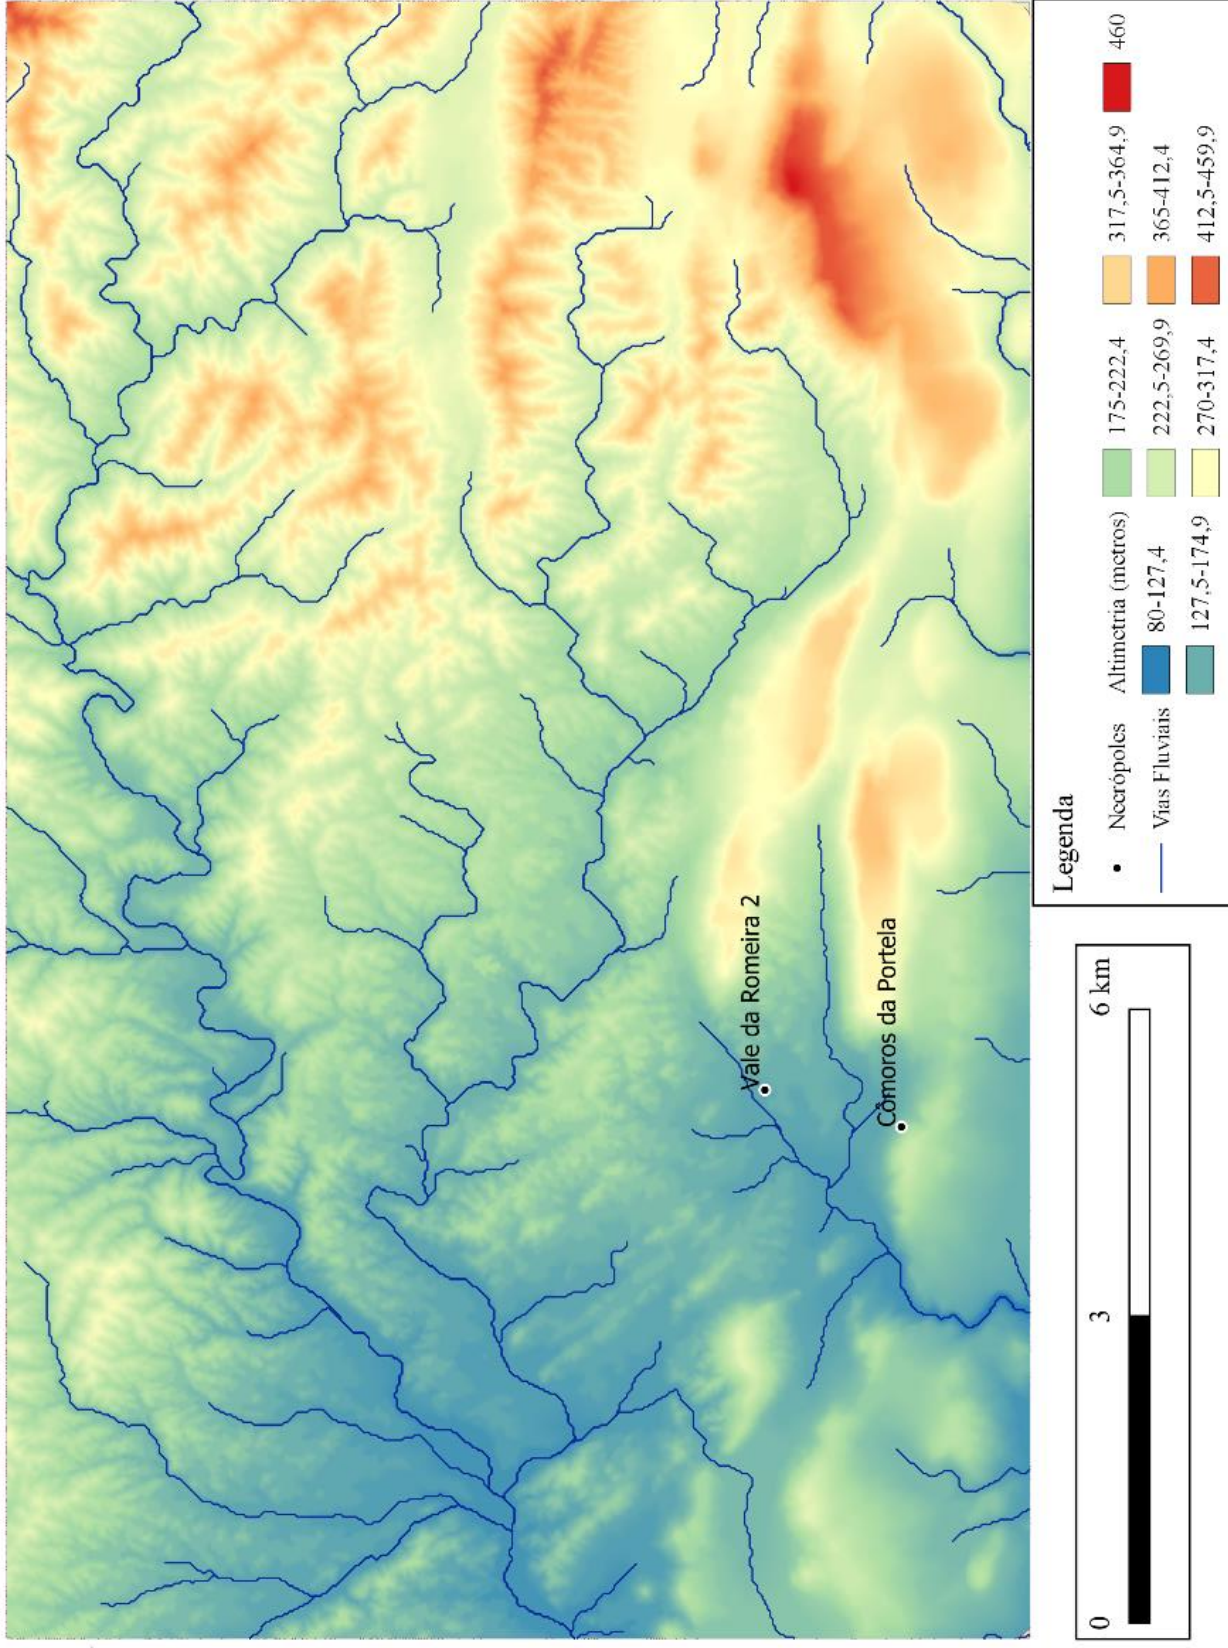 Vale da Romeira 2
Cômoros da Portela
0 3 6 km
Legenda
Necrópoles
Vias Fluviais
Altimetria (metros)
80-127,4
127,5-174,9
175-222,4
222,5-269,9
270-317,4
317,5-364,9
365-412,4
412,5-459,9
460